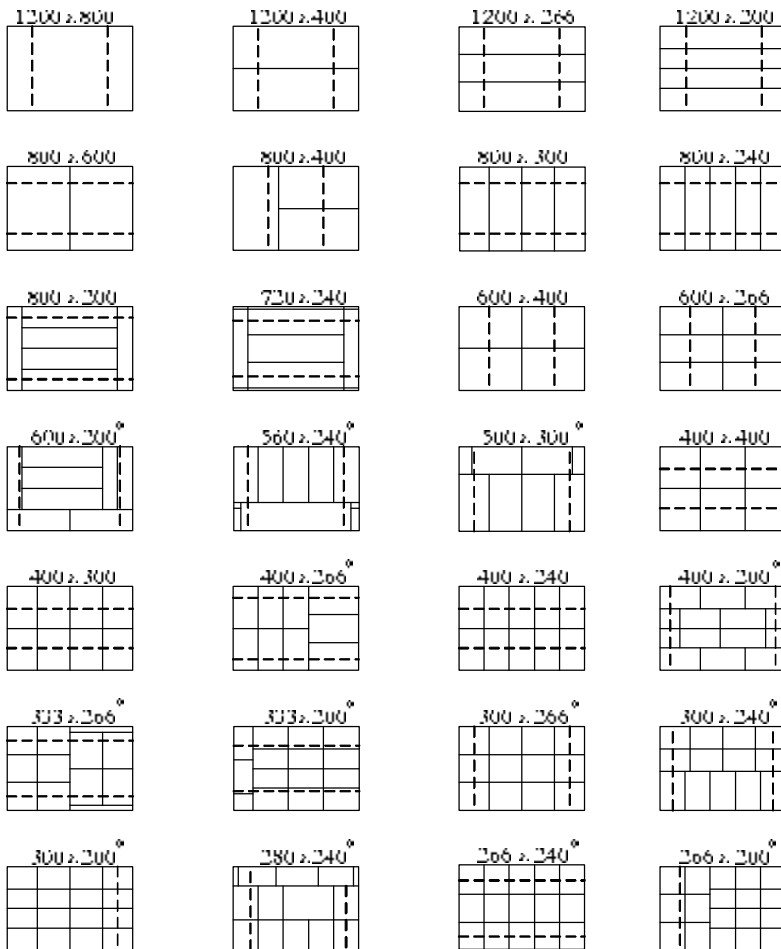 1200 x 800 1200 x 400 1200 x 266 1200 x 200
800 x 600 800 x 400 800 x 300 800 x 240
800 x 200 720 x 240 600 x 400 600 x 266
600 x 200* 560 x 240* 500 x 300* 400 x 400
400 x 300 400 x 266* 400 x 240 400 x 200*
333 x 266* 333 x 200* 300 x 266* 300 x 240*
300 x 200* 280 x 240* 266 x 240* 266 x 200*